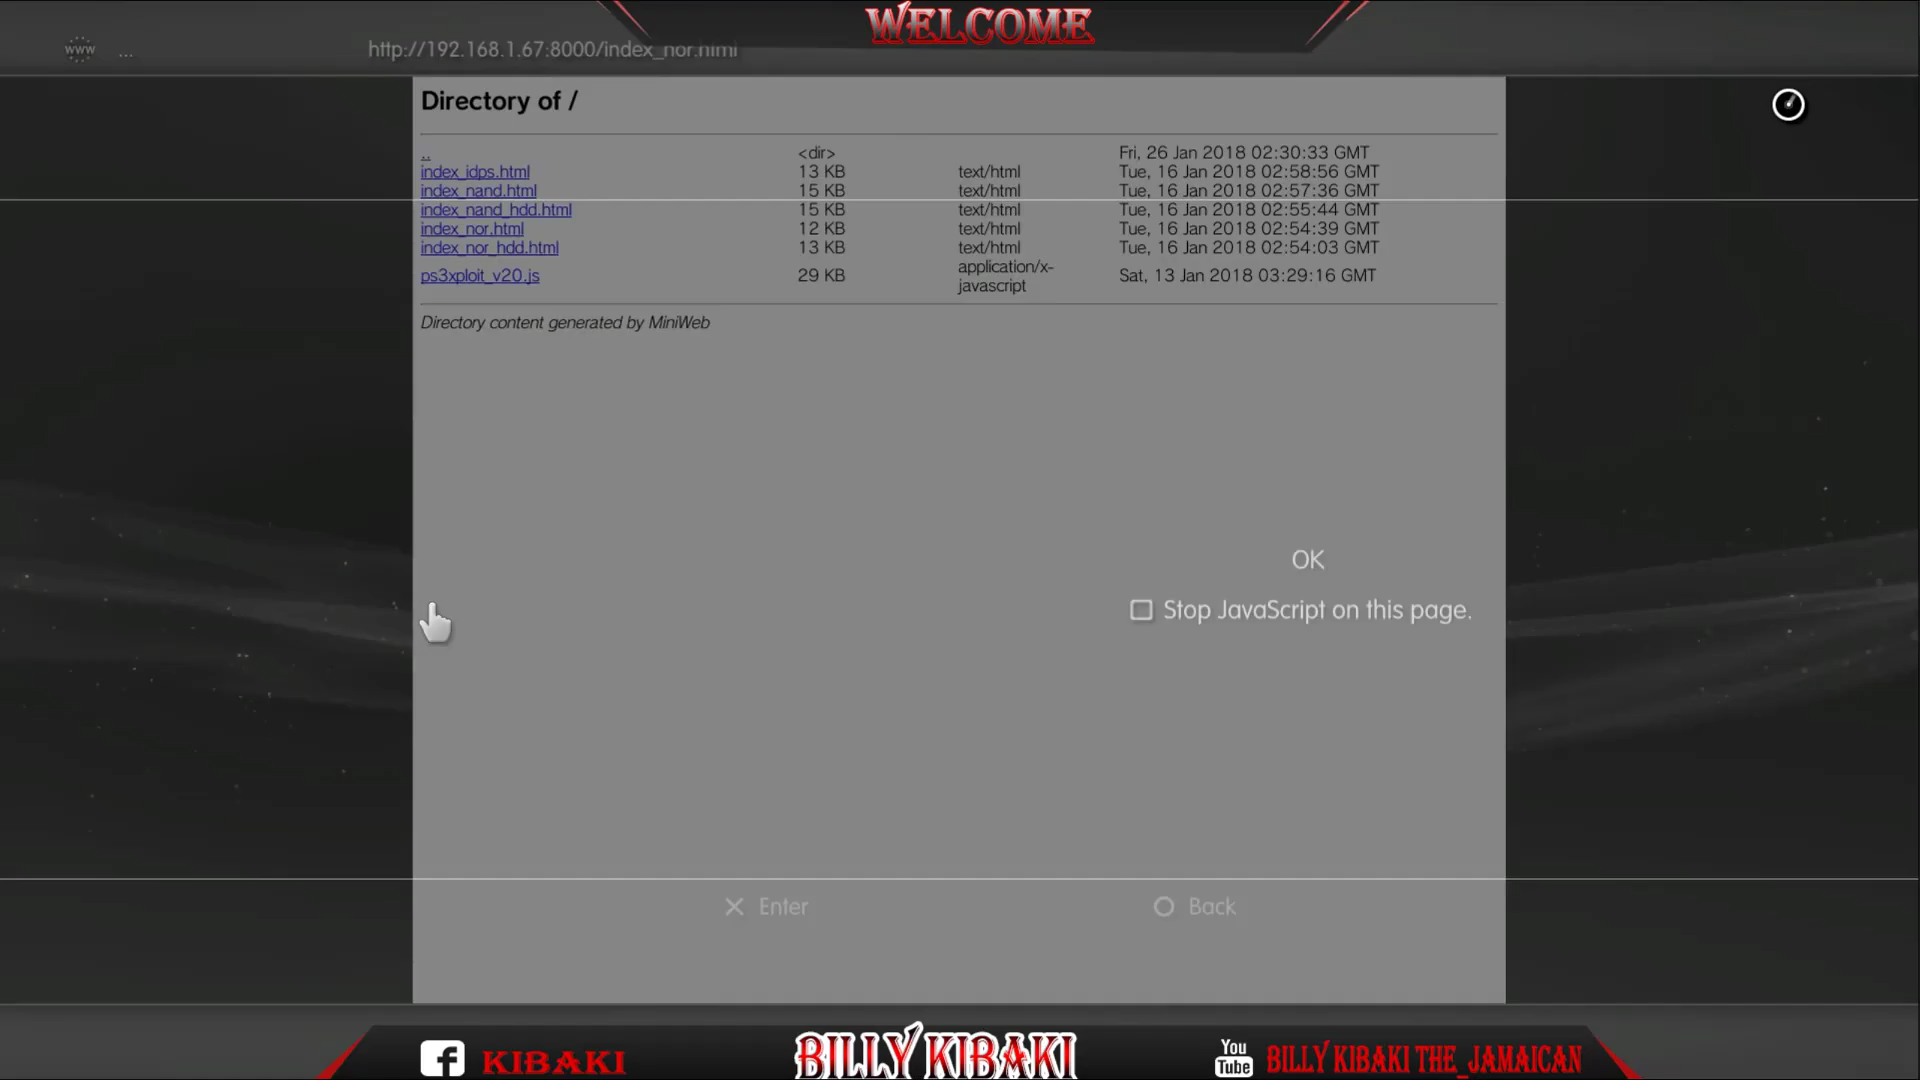 WELCOME
www ... http://192.168.1.67:8000/index_nor.html
Directory of /
.. <dir> Fri, 26 Jan 2018 02:30:33 GMT
index_idps.html 13 KB text/html Tue, 16 Jan 2018 02:58:56 GMT
index_nand.html 15 KB text/html Tue, 16 Jan 2018 02:57:36 GMT
index_nand_hdd.html 15 KB text/html Tue, 16 Jan 2018 02:55:44 GMT
index_nor.html 12 KB text/html Tue, 16 Jan 2018 02:54:39 GMT
index_nor_hdd.html 13 KB text/html Tue, 16 Jan 2018 02:54:03 GMT
ps3xploit_v20.js 29 KB application/x-javascript Sat, 13 Jan 2018 03:29:16 GMT
Directory content generated by MiniWeb
OK
Stop JavaScript on this page.
Enter Back
KIBAKI BILLY KIBAKI You Tube BILLY KIBAKI THE_JAMAICAN